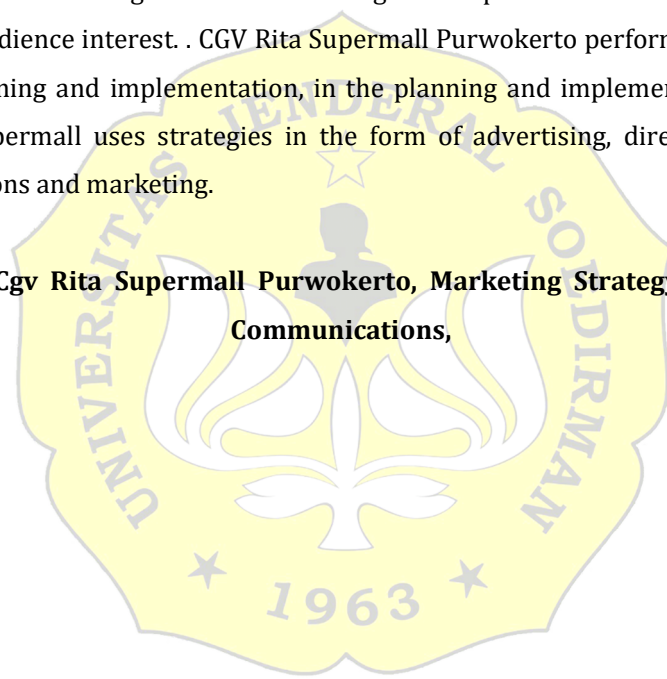 dience interest. . CGV Rita Supermall Purwokerto perform
ning and implementation, in the planning and implemen
permall uses strategies in the form of advertising, dire
ons and marketing.
Cgv Rita Supermall Purwokerto, Marketing Strategy
Communications,
UNIVERSITAS JENDERAL SOEDIRMAN
1963